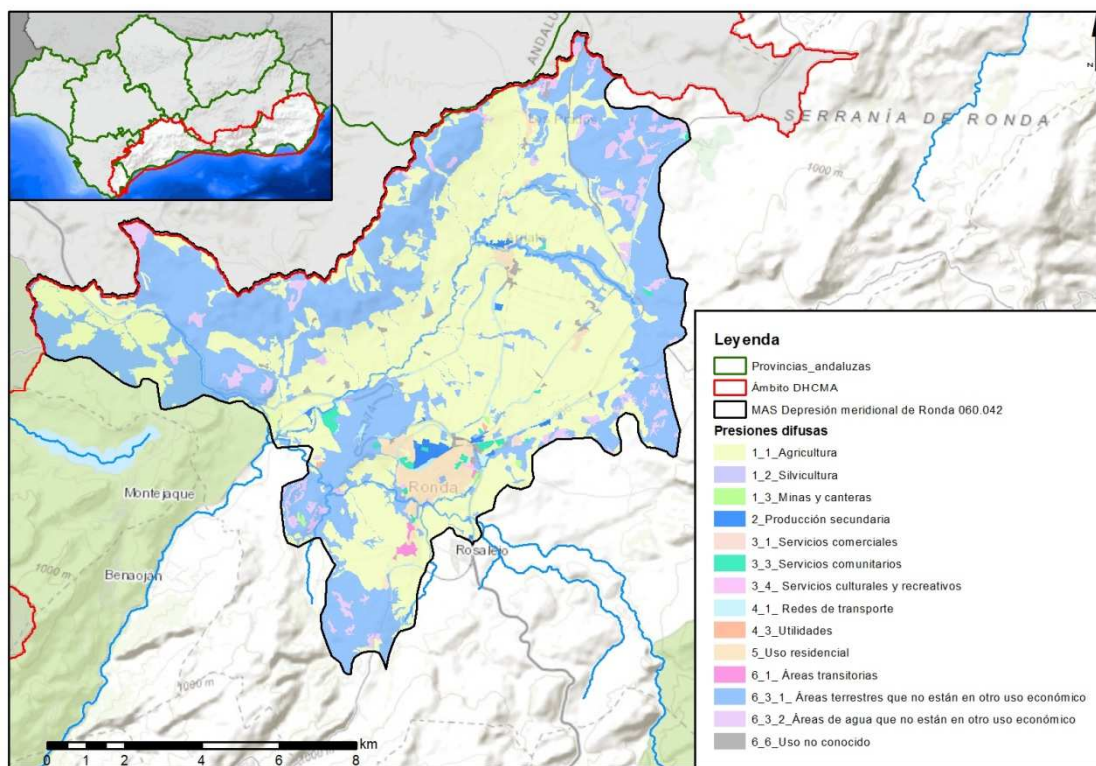 ANDALU
N
SERRANÍA DE RONDA
1000 m
Arriate
Ronda
Montejaque
Rosalejo
Benaoján
1000 m
1000 m
1000 m
Leyenda
Provincias_andaluzas
Ámbito DHCMA
MAS Depresión meridional de Ronda 060.042
Presiones difusas
1_1_Agricultura
1_2_Silvicultura
1_3_Minas y canteras
2_Producción secundaria
3_1_Servicios comerciales
3_3_Servicios comunitarios
3_4_ Servicios culturales y recreativos
4_1_ Redes de transporte
4_3_Utilidades
5_Uso residencial
6_1_ Áreas transitorias
6_3_1_ Áreas terrestres que no están en otro uso económico
6_3_2_Áreas de agua que no están en otro uso económico
6_6_Uso no conocido
km
0 1 2 4 6 8